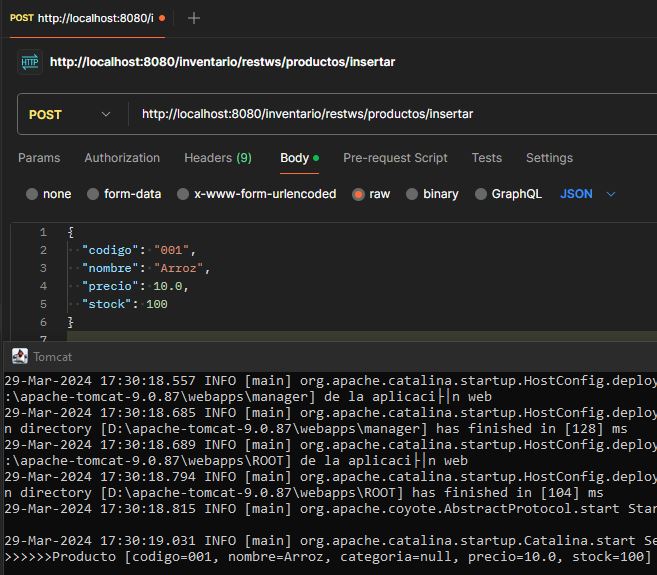 POST http://localhost:8080/i
http://localhost:8080/inventario/restws/productos/insertar
POST http://localhost:8080/inventario/restws/productos/insertar
Params Authorization Headers (9) Body Pre-request Script Tests Settings
none form-data x-www-form-urlencoded raw binary GraphQL JSON
1 {
2 "codigo": "001",
3 "nombre": "Arroz",
4 "precio": 10.0,
5 "stock": 100
6 }
7
Tomcat
29-Mar-2024 17:30:18.557 INFO [main] org.apache.catalina.startup.HostConfig.deploy
:\apache-tomcat-9.0.87\webapps\manager] de la aplicaci├│n web
29-Mar-2024 17:30:18.685 INFO [main] org.apache.catalina.startup.HostConfig.deploy
n directory [D:\apache-tomcat-9.0.87\webapps\manager] has finished in [128] ms
29-Mar-2024 17:30:18.689 INFO [main] org.apache.catalina.startup.HostConfig.deploy
:\apache-tomcat-9.0.87\webapps\ROOT] de la aplicaci├│n web
29-Mar-2024 17:30:18.794 INFO [main] org.apache.catalina.startup.HostConfig.deploy
n directory [D:\apache-tomcat-9.0.87\webapps\ROOT] has finished in [104] ms
29-Mar-2024 17:30:18.815 INFO [main] org.apache.coyote.AbstractProtocol.start Star
29-Mar-2024 17:30:19.031 INFO [main] org.apache.catalina.startup.Catalina.start Se
>>>>>>Producto [codigo=001, nombre=Arroz, categoria=null, precio=10.0, stock=100]